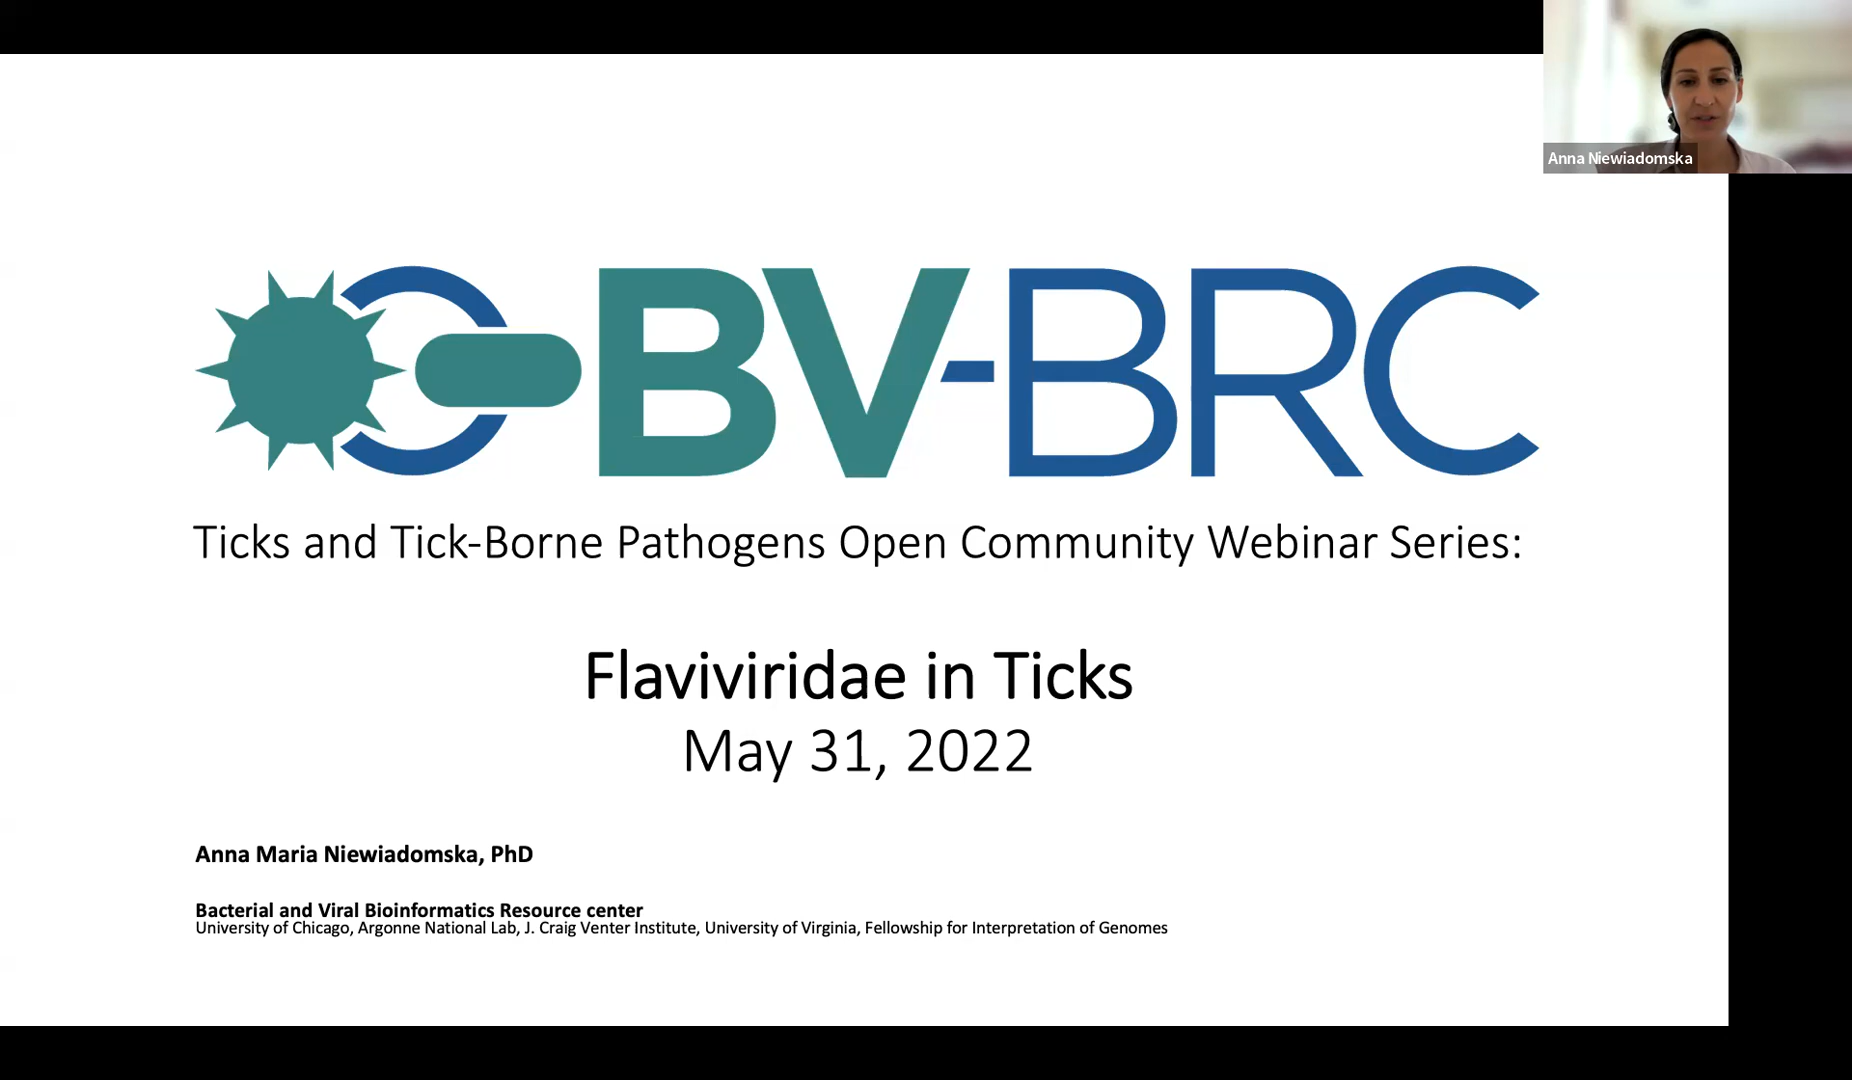 Anna Niewiadomska
BV-BRC
Ticks and Tick-Borne Pathogens Open Community Webinar Series:
Flaviviridae in Ticks
May 31, 2022
Anna Maria Niewiadomska, PhD
Bacterial and Viral Bioinformatics Resource center
University of Chicago, Argonne National Lab, J. Craig Venter Institute, University of Virginia, Fellowship for Interpretation of Genomes